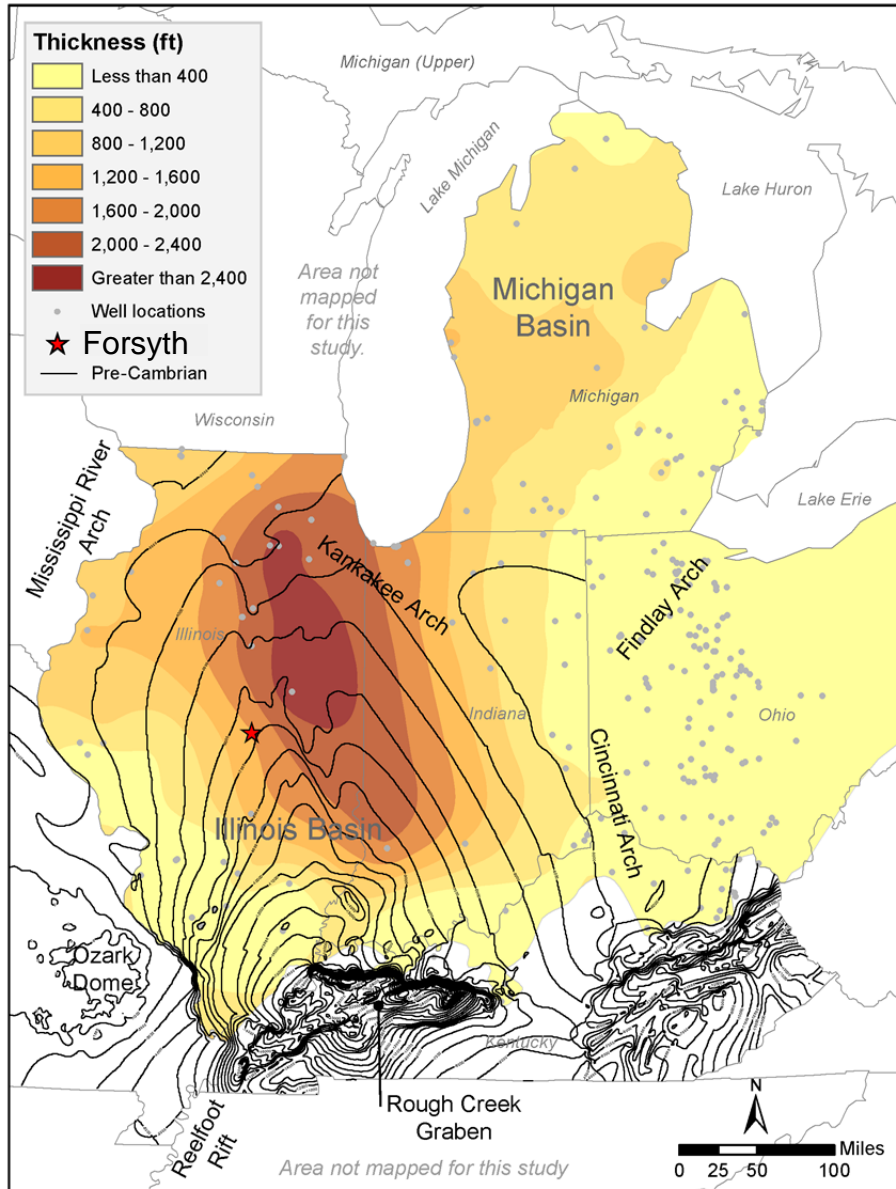 Thickness (ft)
Less than 400
400 - 800
800 - 1,200
1,200 - 1,600
1,600 - 2,000
2,000 - 2,400
Greater than 2,400
Well locations
Forsyth
Pre-Cambrian
Michigan (Upper)
Lake Michigan
Lake Huron
Area not
mapped
for this
study.
Michigan
Basin
Michigan
Wisconsin
Lake Erie
Mississippi River
Arch
Kankakee Arch
Findlay Arch
Illinois
Indiana
Ohio
Cincinnati Arch
Illinois Basin
Ozark
Dome
Kentucky
Rough Creek
Graben
Reelfoot
Rift
Area not mapped for this study
N
Miles
0 25 50 100